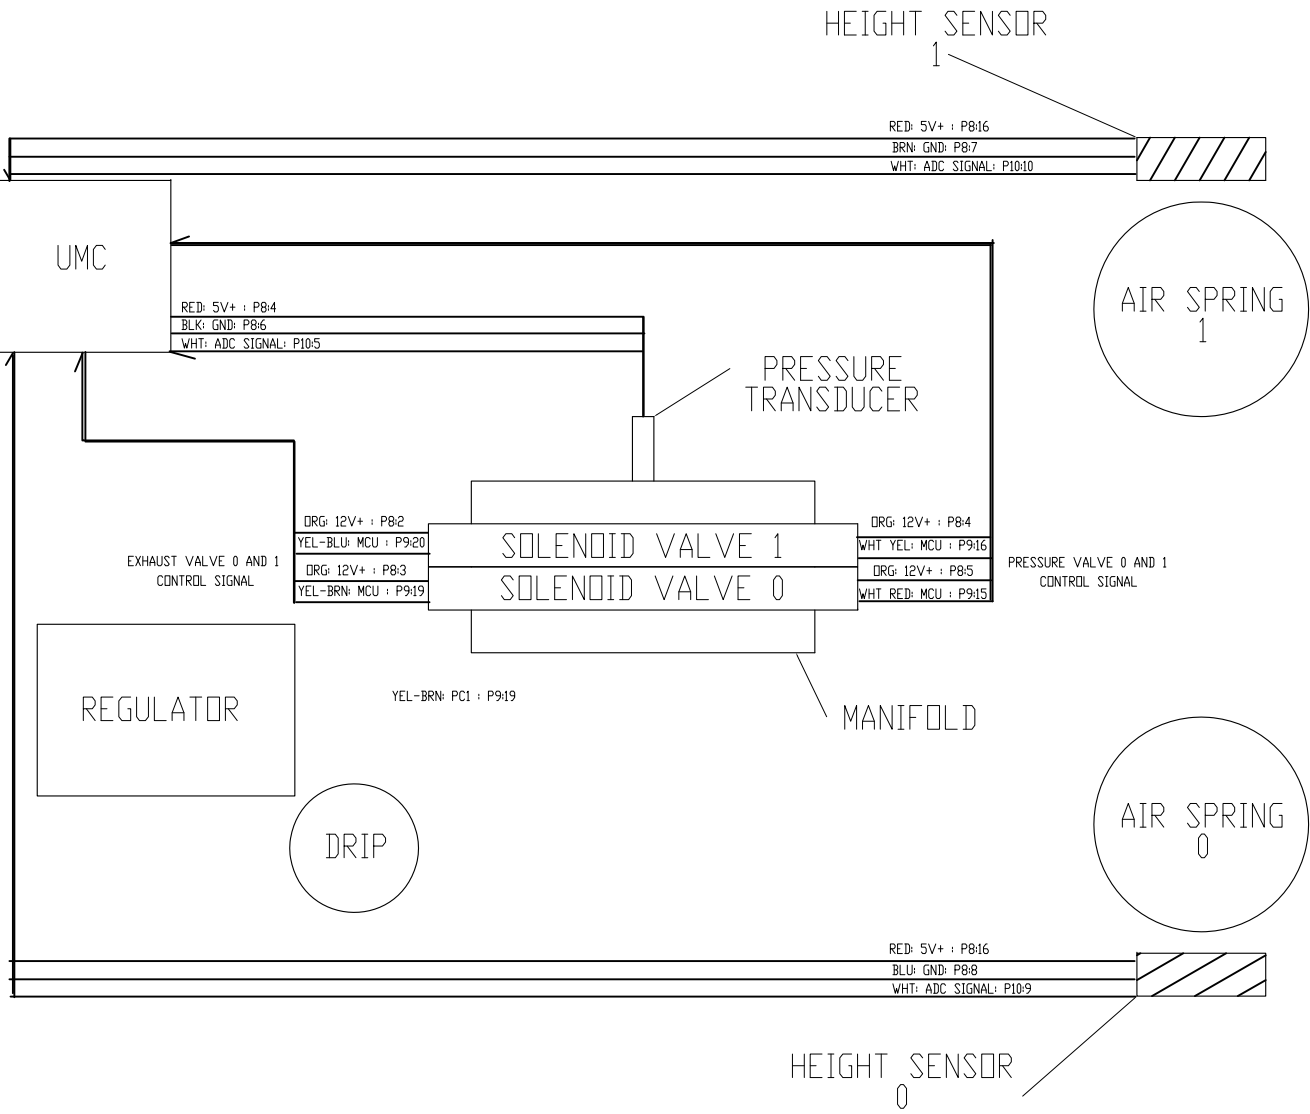 HEIGHT SENSOR
1
RED: 5V+ : P8:16
BRN: GND: P8:7
WHT: ADC SIGNAL: P10:10
UMC
AIR SPRING
1
RED: 5V+ : P8:4
BLK: GND: P8:6
WHT: ADC SIGNAL: P10:5
PRESSURE
TRANSDUCER
ORG: 12V+ : P8:2
YEL-BLU: MCU : P9:20
ORG: 12V+ : P8:3
YEL-BRN: MCU : P9:19
EXHAUST VALVE 0 AND 1
CONTROL SIGNAL
SOLENOID VALVE 1
SOLENOID VALVE 0
ORG: 12V+ : P8:4
WHT YEL: MCU : P9:16
ORG: 12V+ : P8:5
WHT RED: MCU : P9:15
PRESSURE VALVE 0 AND 1
CONTROL SIGNAL
REGULATOR
YEL-BRN: PC1 : P9:19
MANIFOLD
DRIP
AIR SPRING
0
RED: 5V+ : P8:16
BLU: GND: P8:8
WHT: ADC SIGNAL: P10:9
HEIGHT SENSOR
0